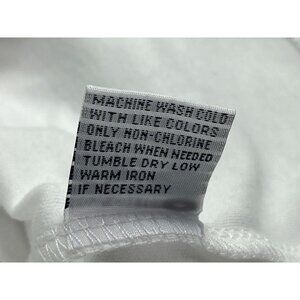 MACHINE WASH COLD
WITH LIKE COLORS
ONLY NON-CHLORINE
BLEACH WHEN NEEDED
TUMBLE DRY LOW
WARM IRON
IF NECESSARY